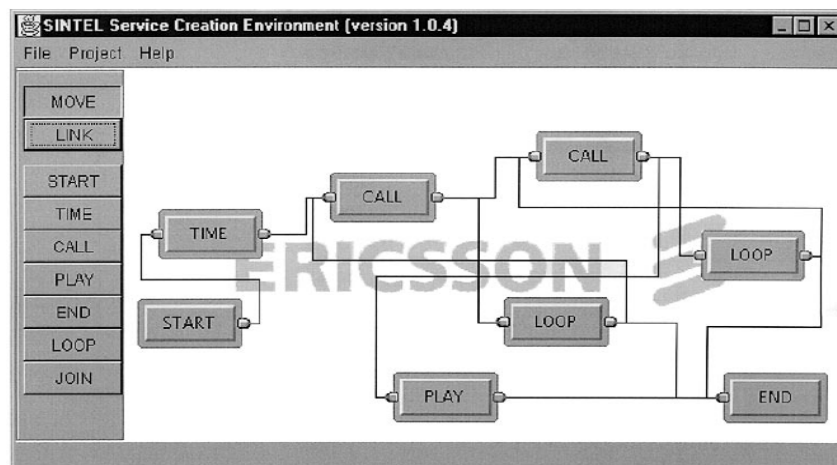 SINTEL Service Creation Environment (version 1.0.4)
File Project Help
MOVE
LINK
START
TIME
CALL
PLAY
END
LOOP
JOIN
CALL
CALL
TIME
ERICSSON
LOOP
START
LOOP
PLAY
END